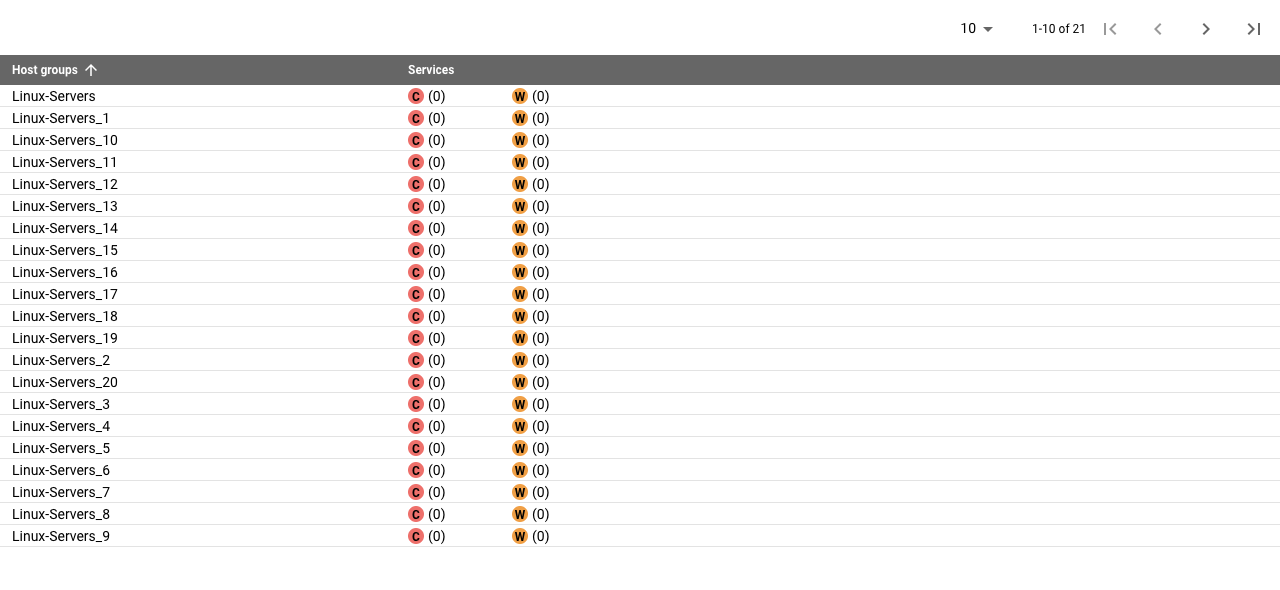 10 1-10 of 21
Host groups Services
Linux-Servers C (0) W (0)
Linux-Servers_1 C (0) W (0)
Linux-Servers_10 C (0) W (0)
Linux-Servers_11 C (0) W (0)
Linux-Servers_12 C (0) W (0)
Linux-Servers_13 C (0) W (0)
Linux-Servers_14 C (0) W (0)
Linux-Servers_15 C (0) W (0)
Linux-Servers_16 C (0) W (0)
Linux-Servers_17 C (0) W (0)
Linux-Servers_18 C (0) W (0)
Linux-Servers_19 C (0) W (0)
Linux-Servers_2 C (0) W (0)
Linux-Servers_20 C (0) W (0)
Linux-Servers_3 C (0) W (0)
Linux-Servers_4 C (0) W (0)
Linux-Servers_5 C (0) W (0)
Linux-Servers_6 C (0) W (0)
Linux-Servers_7 C (0) W (0)
Linux-Servers_8 C (0) W (0)
Linux-Servers_9 C (0) W (0)